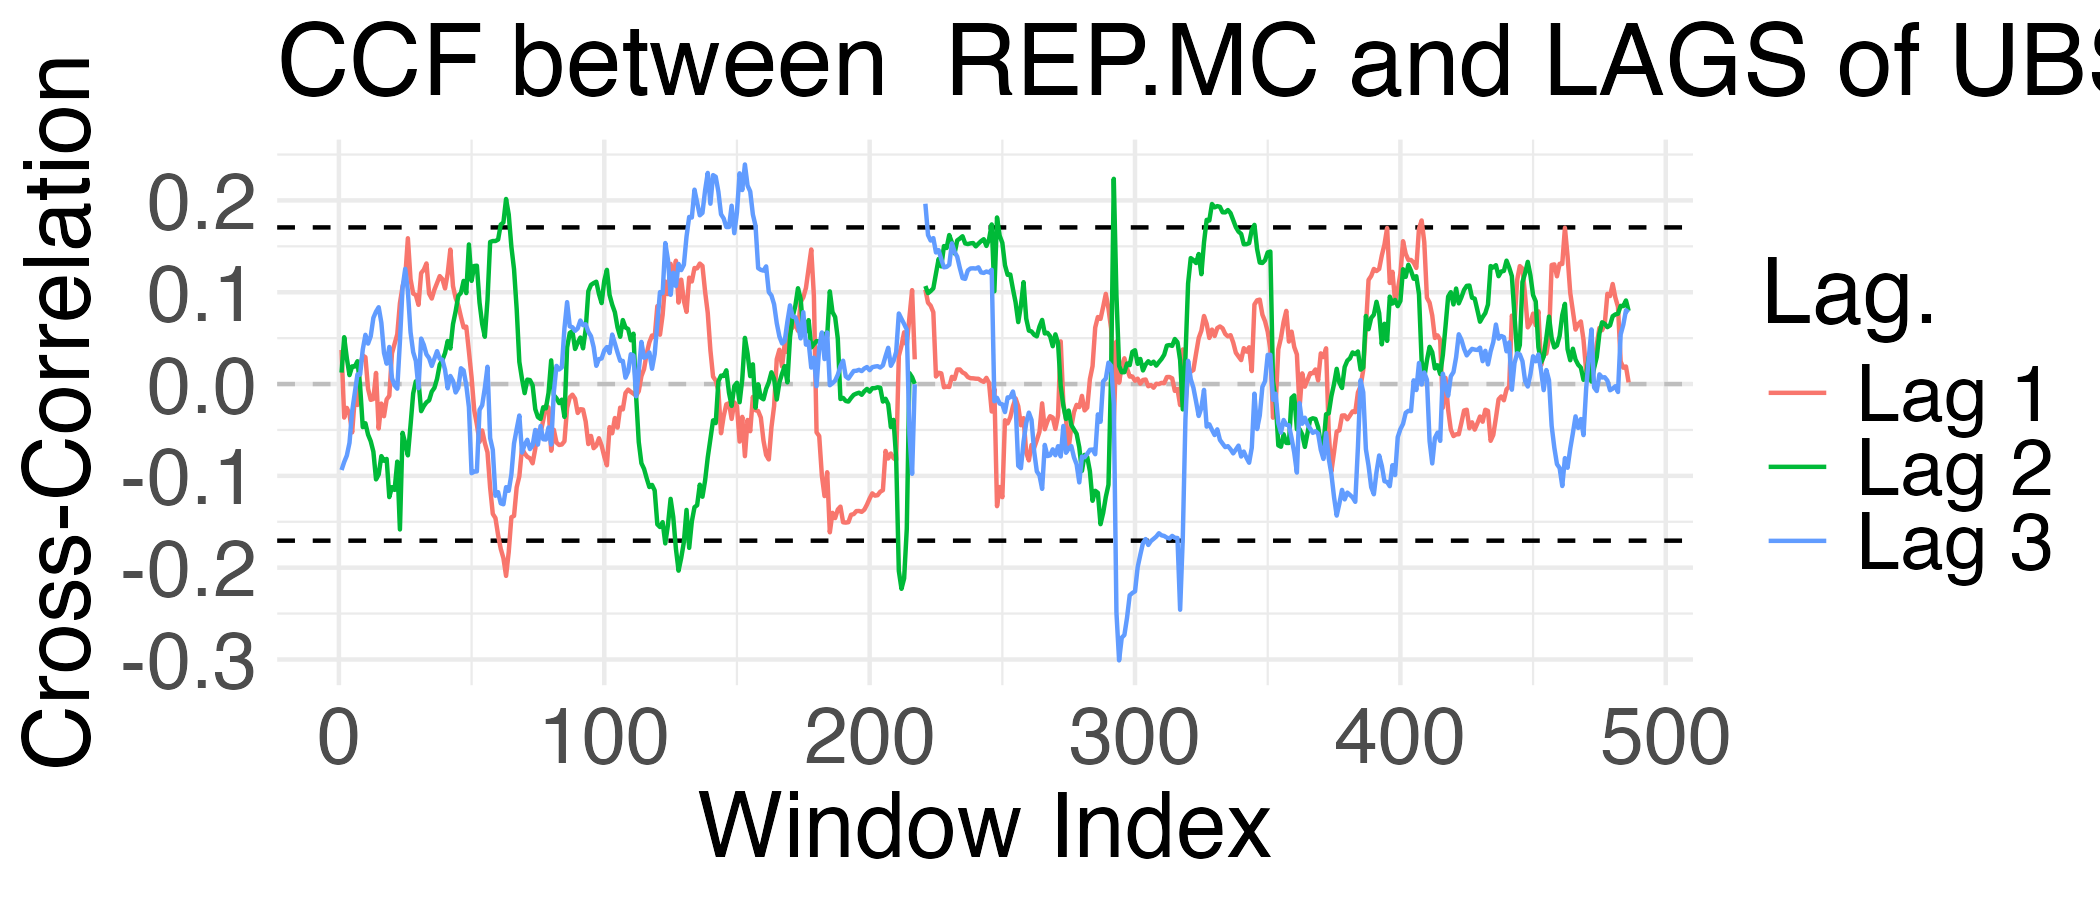 CCF between  REP.MC and LAGS of UBS
Cross-Correlation
0.2
0.1
0.0
-0.1
-0.2
-0.3
0 100 200 300 400 500
Window Index
Lag.
Lag 1
Lag 2
Lag 3